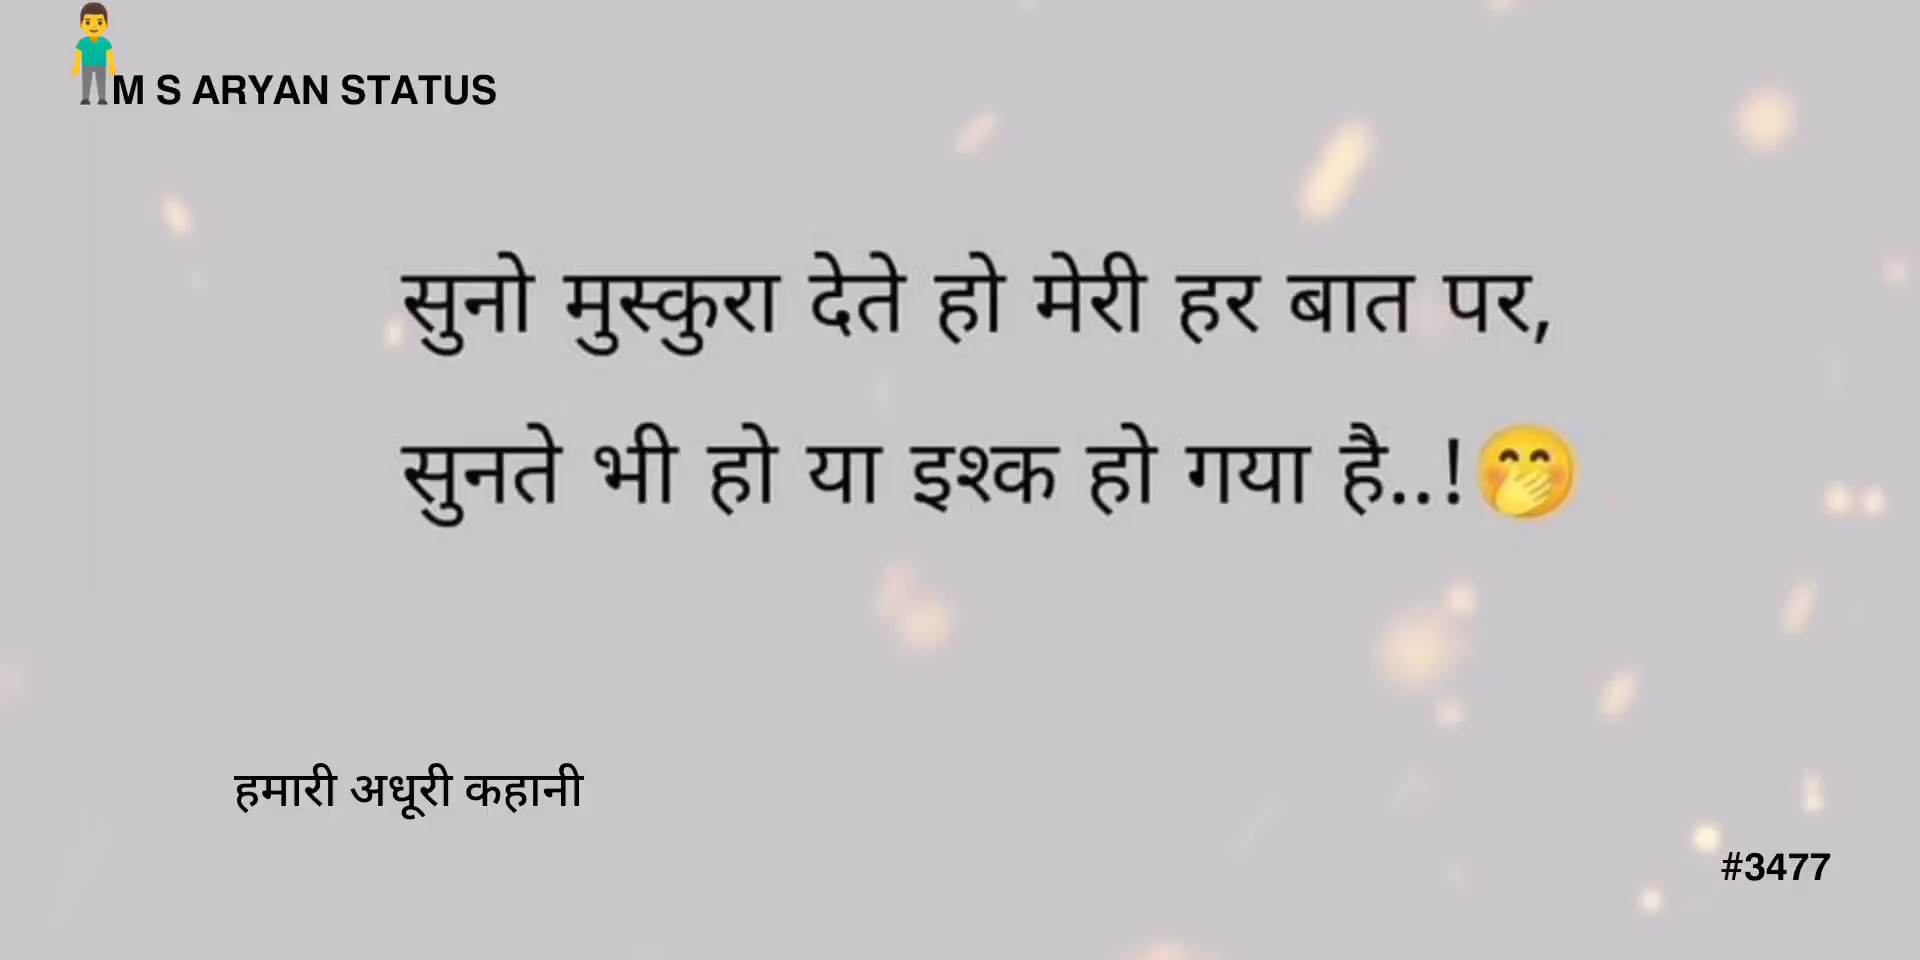 M S ARYAN STATUS
सुनो मुस्कुरा देते हो मेरी हर बात पर,
सुनते भी हो या इश्क हो गया है..!🤭
हमारी अधूरी कहानी
#3477